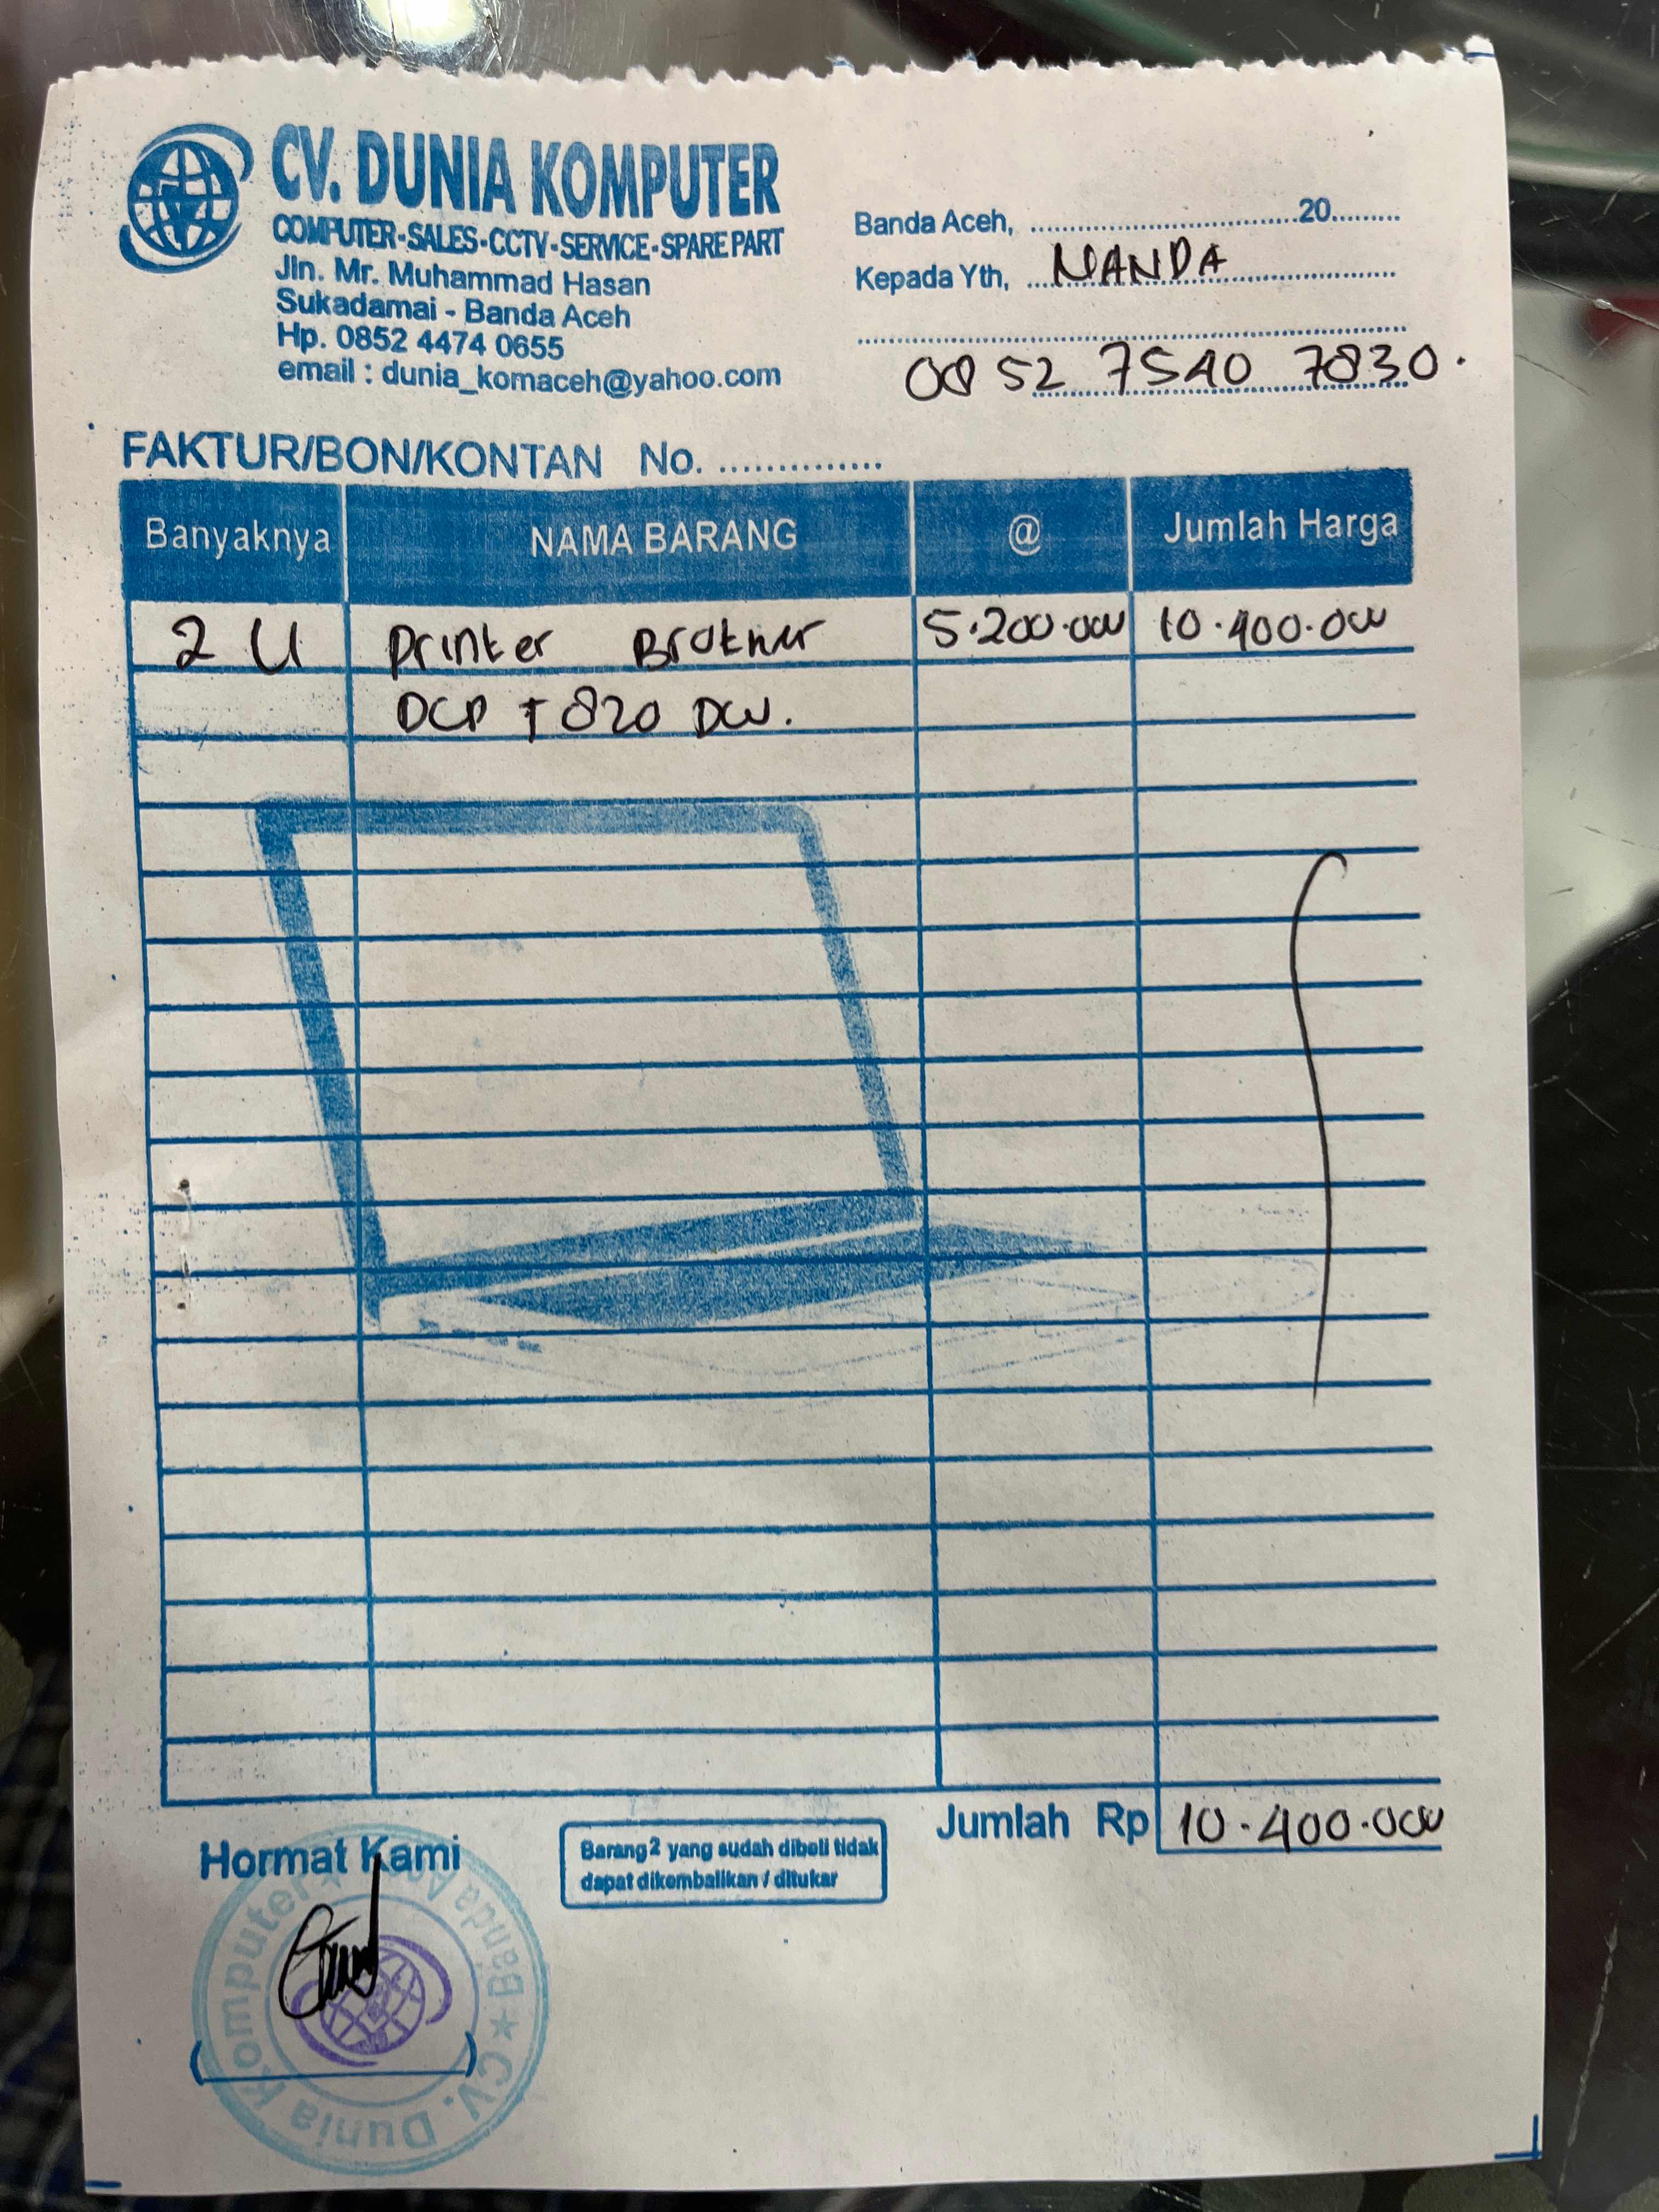 CV. DUNIA KOMPUTER
COMPUTER - SALES - CCTV - SERVICE - SPARE PART
Jln. Mr. Muhammad Hasan
Sukadamai - Banda Aceh
Hp. 0852 4474 0655
email : dunia_komaceh@yahoo.com
Banda Aceh, ..............................20.........
Kepada Yth, NANDA
0852 7540 7830.
FAKTUR/BON/KONTAN No. ...............
Banyaknya NAMA BARANG @ Jumlah Harga
2 U Printer Brother 5.200.000 10.400.000
DCP T 820 DW.
Jumlah Rp 10.400.000
Hormat Kami
Barang2 yang sudah dibeli tidak
dapat dikembalikan / ditukar
CV. Dunia Komputer ★ Banda Aceh ★